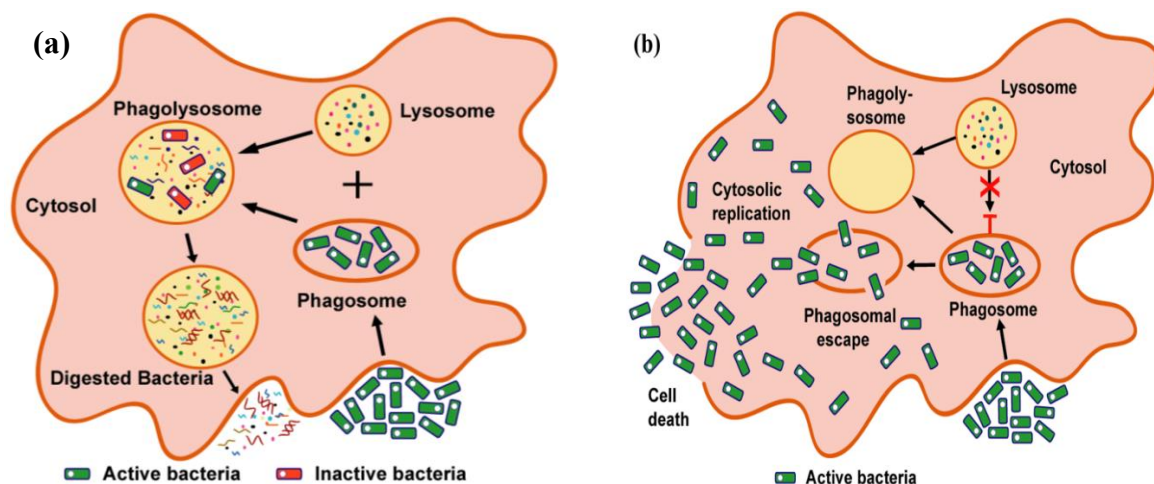 (a)
Phagolysosome
Lysosome
Cytosol
Phagosome
Digested Bacteria
Active bacteria
Inactive bacteria
(b)
Phagoly-
sosome
Lysosome
Cytosol
Cytosolic
replication
Phagosomal
escape
Phagosome
Cell
death
Active bacteria